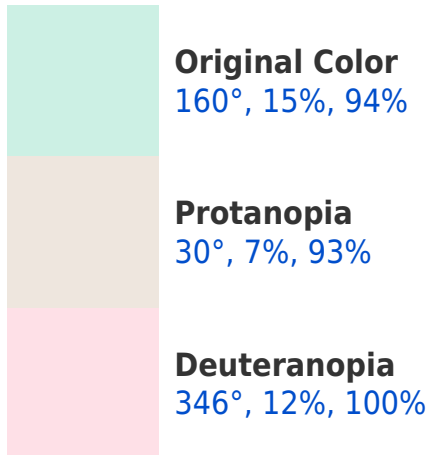 Original Color
160°, 15%, 94%
Protanopia
30°, 7%, 93%
Deuteranopia
346°, 12%, 100%